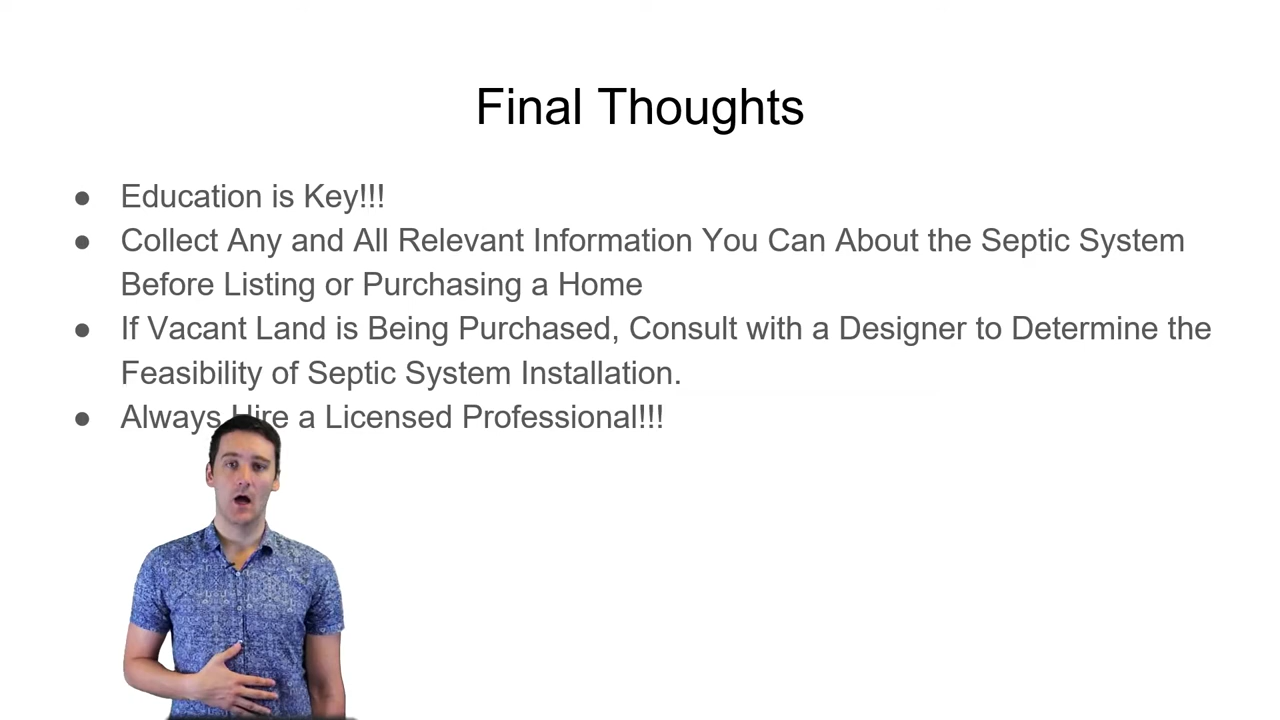 Final Thoughts
● Education is Key!!!
● Collect Any and All Relevant Information You Can About the Septic System
Before Listing or Purchasing a Home
● If Vacant Land is Being Purchased, Consult with a Designer to Determine the
Feasibility of Septic System Installation.
● Always Hire a Licensed Professional!!!